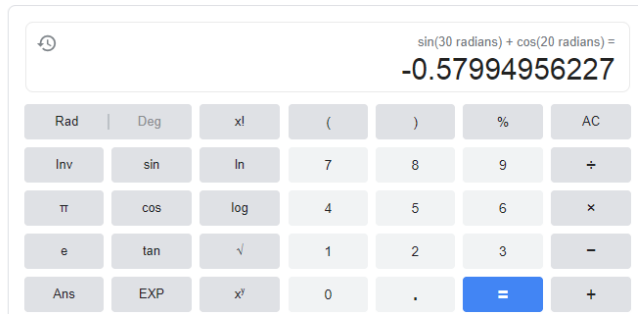 sin(30 radians) + cos(20 radians) =
-0.57994956227
Rad | Deg x! ( ) % AC
Inv sin ln 7 8 9 ÷
π cos log 4 5 6 ×
e tan √ 1 2 3 −
Ans EXP xʸ 0 . = +